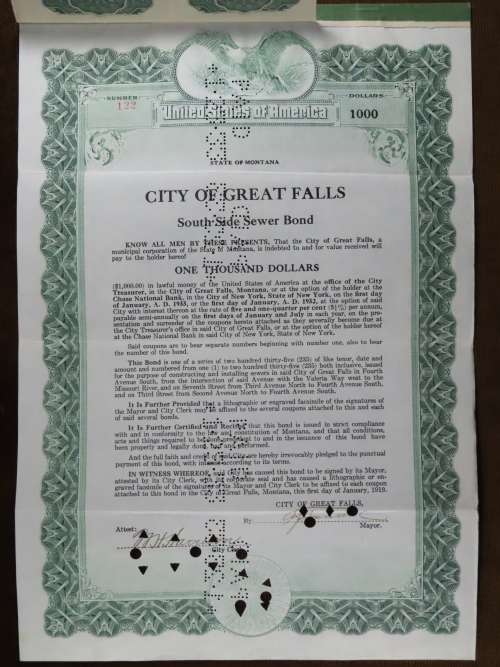 NUMBER
122
DOLLARS
1000
United States of America
STATE OF MONTANA
CITY OF GREAT FALLS
South Side Sewer Bond
KNOW ALL MEN BY THESE PRESENTS, That the City of Great Falls, a
municipal corporation of the State of Montana, is indebted to and for value received will
pay to the holder hereof
ONE THOUSAND DOLLARS
($1,000.00) in lawful money of the United States of America at the office of the City
Treasurer, in the City of Great Falls, Montana, or at the option of the holder at the
Chase National Bank, in the City of New York, State of New York, on the first day
of January, A. D. 1935, or the first day of January, A. D. 1932, at the option of said
City with interest thereon at the rate of five and one-quarter per cent (5¼%) per annum,
payable semi-annually on the first days of January and July in each year, on the pre-
sentation and surrender of the coupons hereto attached as they severally become due at
the City Treasurer's office in said City of Great Falls, or at the option of the holder hereof
at the Chase National Bank in said City of New York, State of New York.
Said coupons are to bear separate numbers beginning with number one, also to bear
the number of this bond.
This Bond is one of a series of two hundred thirty-five (235) of like tenor, date and
amount and numbered from one (1) to two hundred thirty-five (235) both inclusive, issued
for the purpose of constructing and installing sewers in said City of Great Falls in Fourth
Avenue South, from the intersection of said Avenue with the Valeria Way west to the
Missouri River, and on Seventh Street from Third Avenue South to Fourth Avenue South,
and on Third Street from Second Avenue North to Fourth Avenue South.
It Is Further Provided that a lithographic or engraved facsimile of the signatures of
the Mayor and City Clerk may be affixed to the several coupons attached to this and each
of said several bonds.
It Is Further Certified and Recited, that this bond is issued in strict compliance
with and in conformity to the law and constitution of Montana, and that all conditions,
acts and things required to be done precedent to and in the issuance of this bond have
been properly and legally done, had and performed.
And the full faith and credit of said City are hereby irrevocably pledged to the punctual
payment of this bond, with interest according to its terms.
IN WITNESS WHEREOF, said City has caused this bond to be signed by its Mayor,
attested by its City Clerk, with its corporate seal and has caused a lithographic or en-
graved facsimile of the signatures of its Mayor and City Clerk to be affixed to each coupon
attached to this bond in the City of Great Falls, Montana, this first day of January, 1919.
CITY OF GREAT FALLS,
By
Mayor.
Attest:
City Clerk